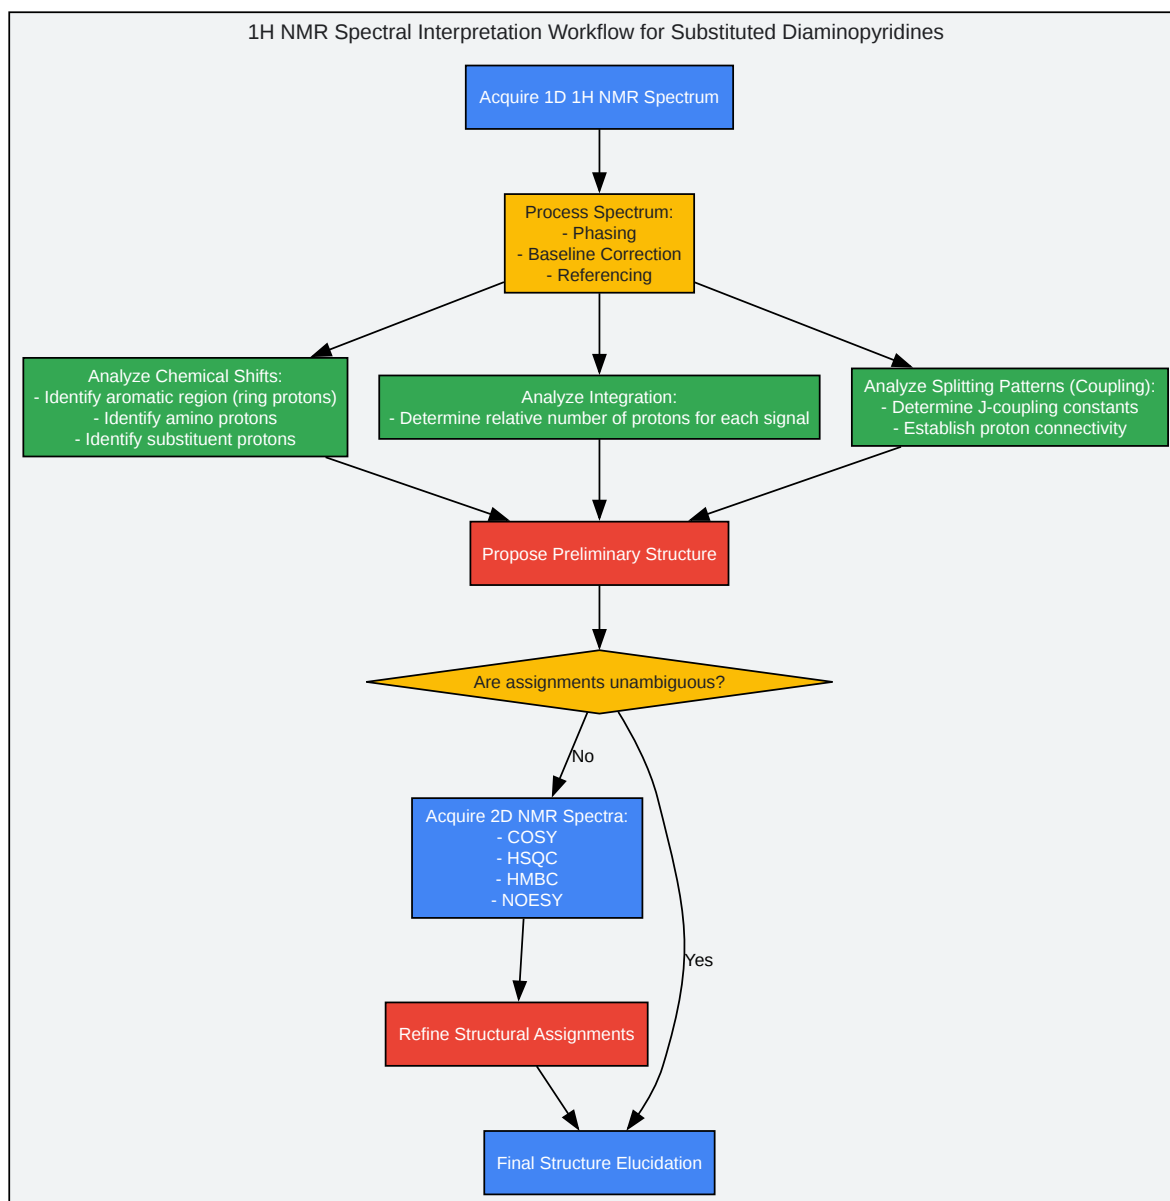 1H NMR Spectral Interpretation Workflow for Substituted Diaminopyridines
Acquire 1D 1H NMR Spectrum
Process Spectrum:
- Phasing
- Baseline Correction
- Referencing
Analyze Chemical Shifts:
- Identify aromatic region (ring protons)
- Identify amino protons
- Identify substituent protons
Analyze Integration:
- Determine relative number of protons for each signal
Analyze Splitting Patterns (Coupling):
- Determine J-coupling constants
- Establish proton connectivity
Propose Preliminary Structure
Are assignments unambiguous?
No
Acquire 2D NMR Spectra:
- COSY
- HSQC
- HMBC
- NOESY
Yes
Refine Structural Assignments
Final Structure Elucidation